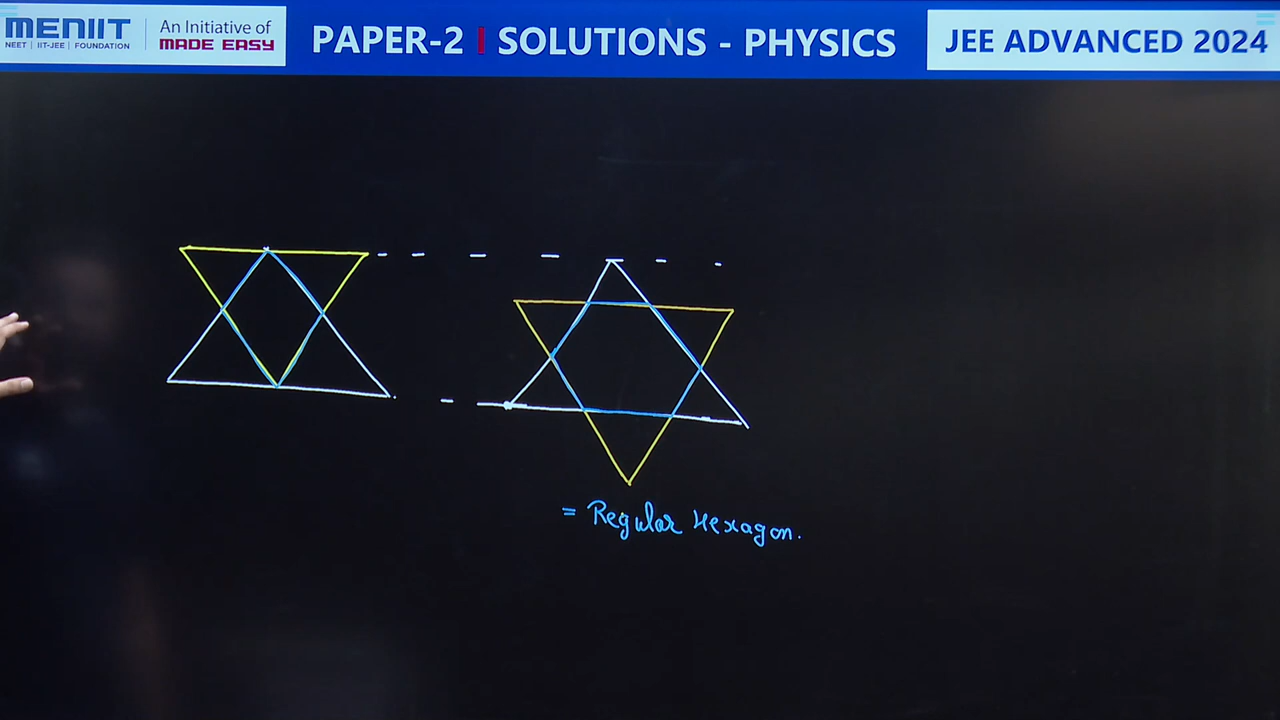 MENIIT
NEET | IIT-JEE | FOUNDATION
An Initiative of
MADE EASY
PAPER-2 | SOLUTIONS - PHYSICS
JEE ADVANCED 2024
= Regular Hexagon.